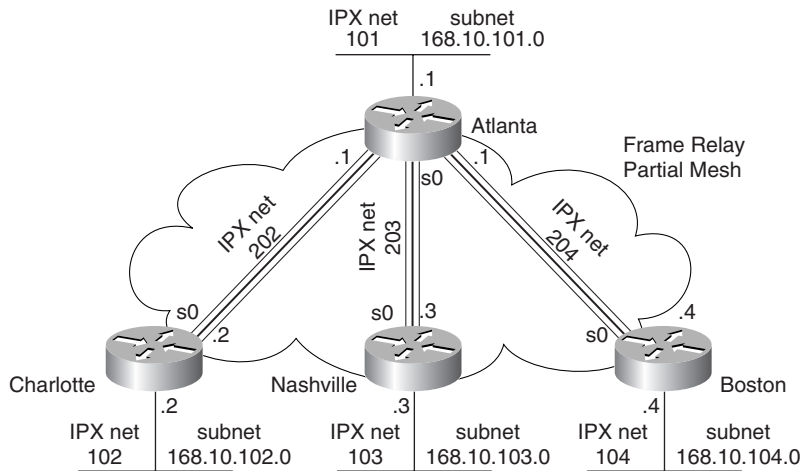 IPX net 101
subnet 168.10.101.0
.1
Atlanta
Frame Relay
Partial Mesh
.1
s0
.1
IPX net 202
IPX net 203
IPX net 204
s0
.2
s0
.3
s0
.4
Charlotte
Nashville
Boston
.2
.3
.4
IPX net 102
subnet 168.10.102.0
IPX net 103
subnet 168.10.103.0
IPX net 104
subnet 168.10.104.0